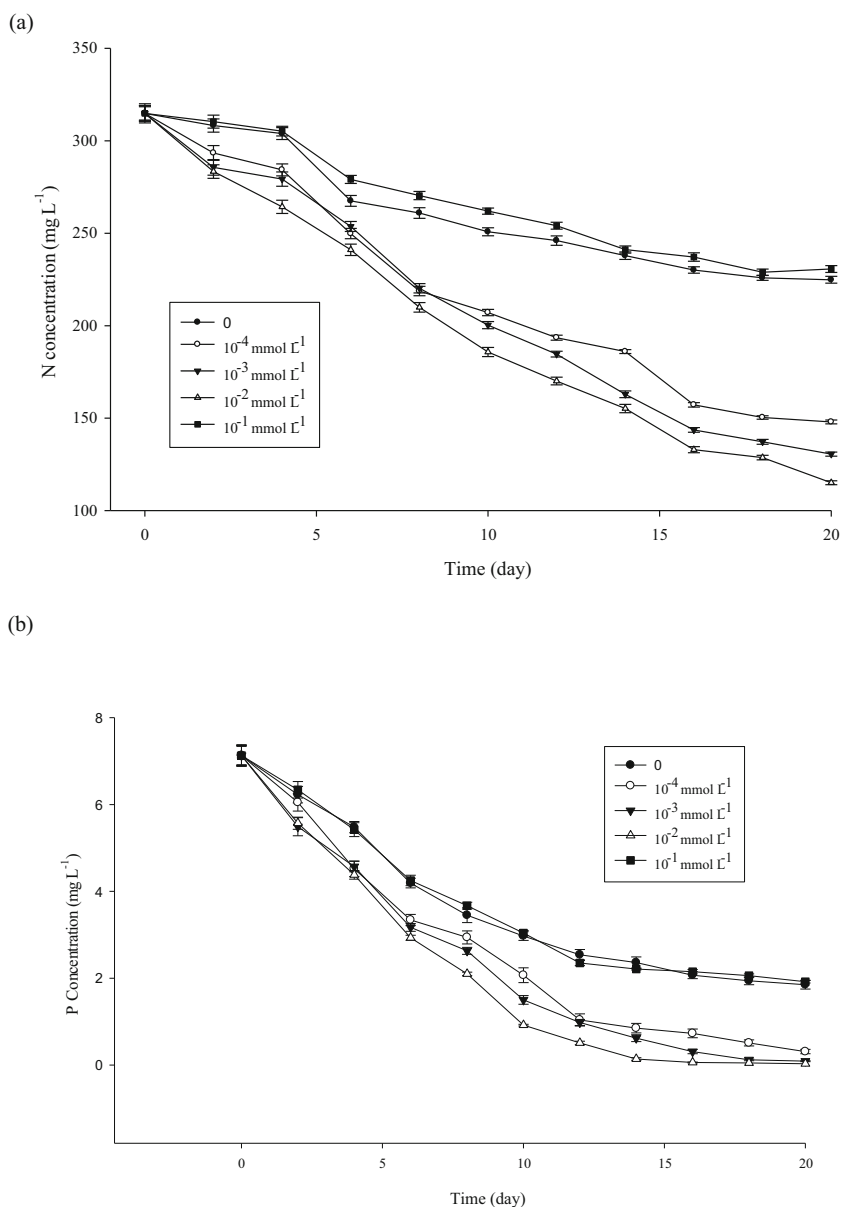 (a)
350
300
250
200
150
100
N concentration (mg L⁻¹)
0
10⁻⁴ mmol L⁻¹
10⁻³ mmol L⁻¹
10⁻² mmol L⁻¹
10⁻¹ mmol L⁻¹
0 5 10 15 20
Time (day)
(b)
8
6
4
2
0
P Concentration (mg L⁻¹)
0
10⁻⁴ mmol L⁻¹
10⁻³ mmol L⁻¹
10⁻² mmol L⁻¹
10⁻¹ mmol L⁻¹
0 5 10 15 20
Time (day)